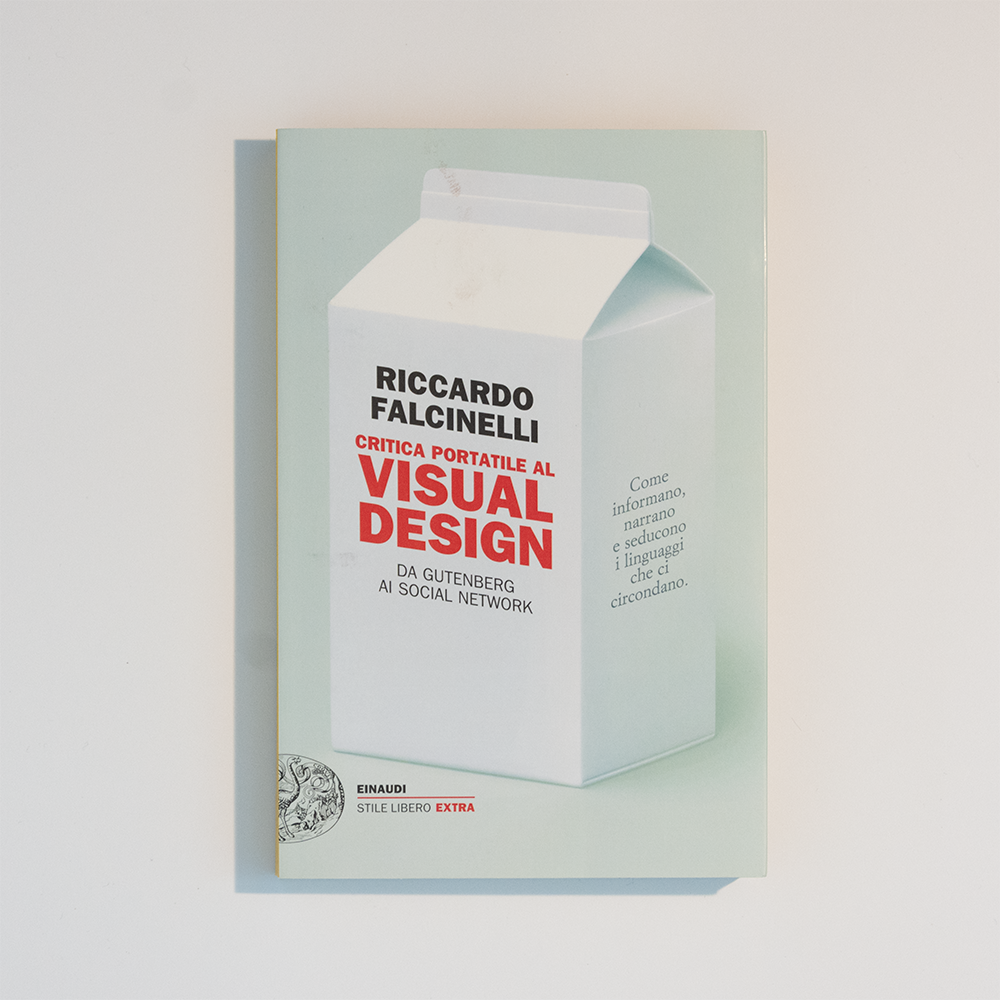 RICCARDO
FALCINELLI
CRITICA PORTATILE AL
VISUAL
DESIGN
DA GUTENBERG
AI SOCIAL NETWORK
Come
informano,
narrano
e seducono
i linguaggi
che ci
circondano.
EINAUDI
STILE LIBERO EXTRA